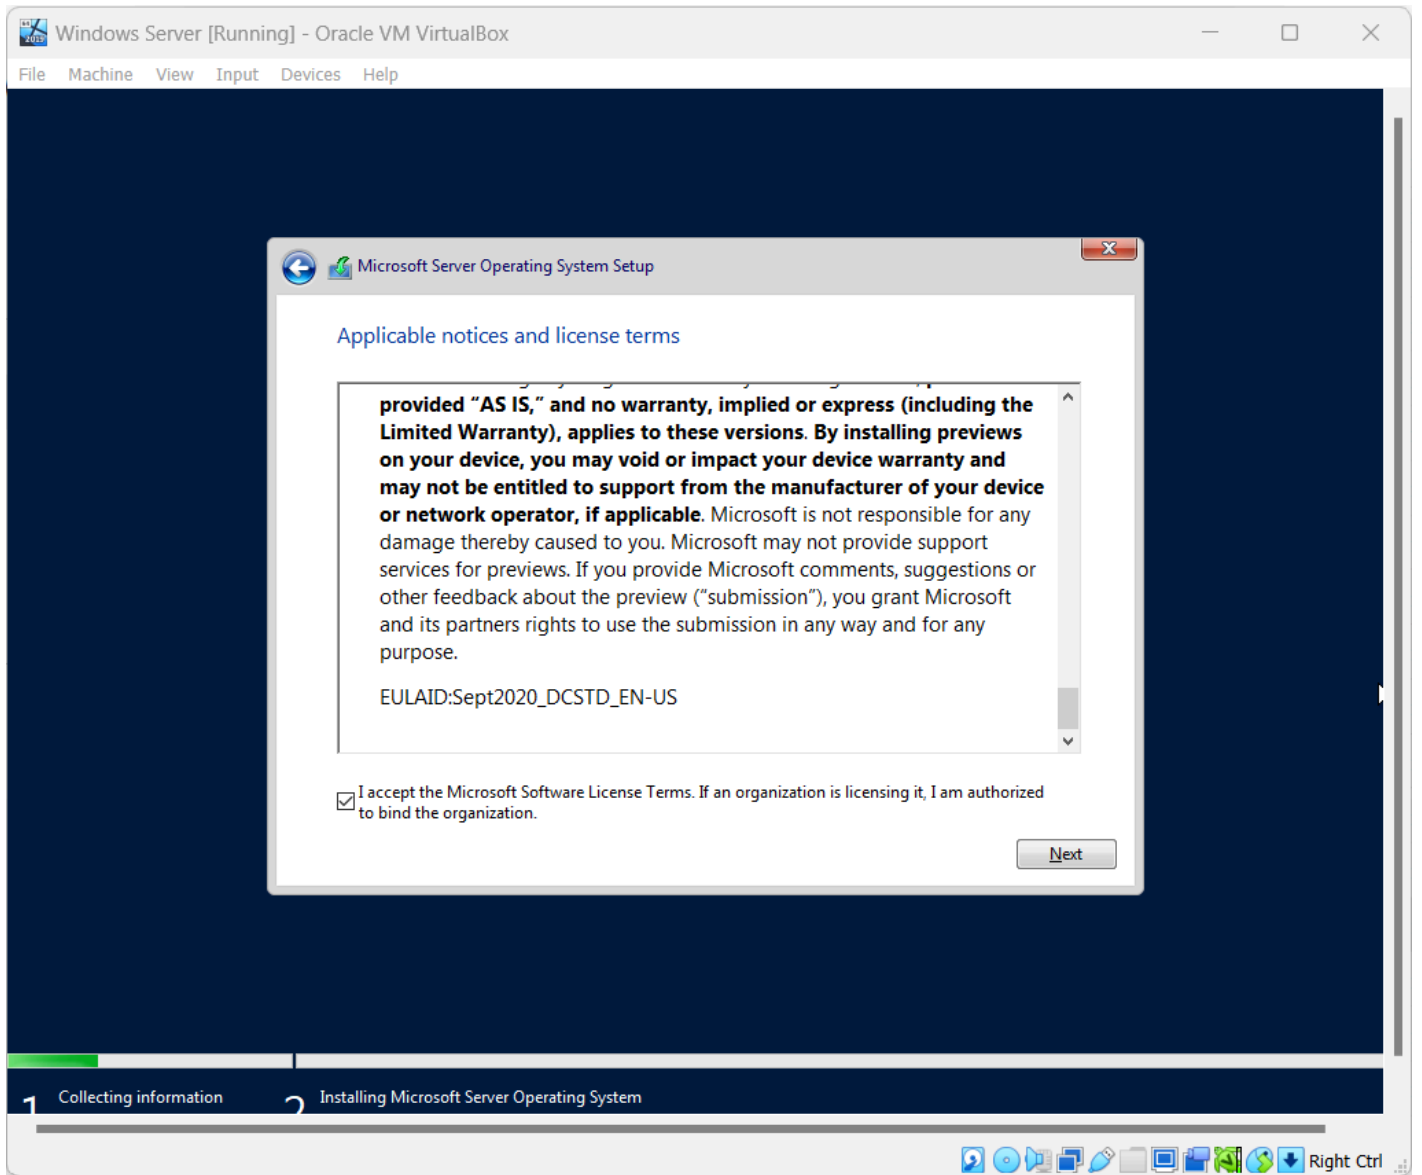 Windows Server [Running] - Oracle VM VirtualBox
File Machine View Input Devices Help
Microsoft Server Operating System Setup
Applicable notices and license terms
provided “AS IS,” and no warranty, implied or express (including the
Limited Warranty), applies to these versions. By installing previews
on your device, you may void or impact your device warranty and
may not be entitled to support from the manufacturer of your device
or network operator, if applicable. Microsoft is not responsible for any
damage thereby caused to you. Microsoft may not provide support
services for previews. If you provide Microsoft comments, suggestions or
other feedback about the preview (“submission”), you grant Microsoft
and its partners rights to use the submission in any way and for any
purpose.
EULAID:Sept2020_DCSTD_EN-US
I accept the Microsoft Software License Terms. If an organization is licensing it, I am authorized
to bind the organization.
Next
1 Collecting information 2 Installing Microsoft Server Operating System
Right Ctrl